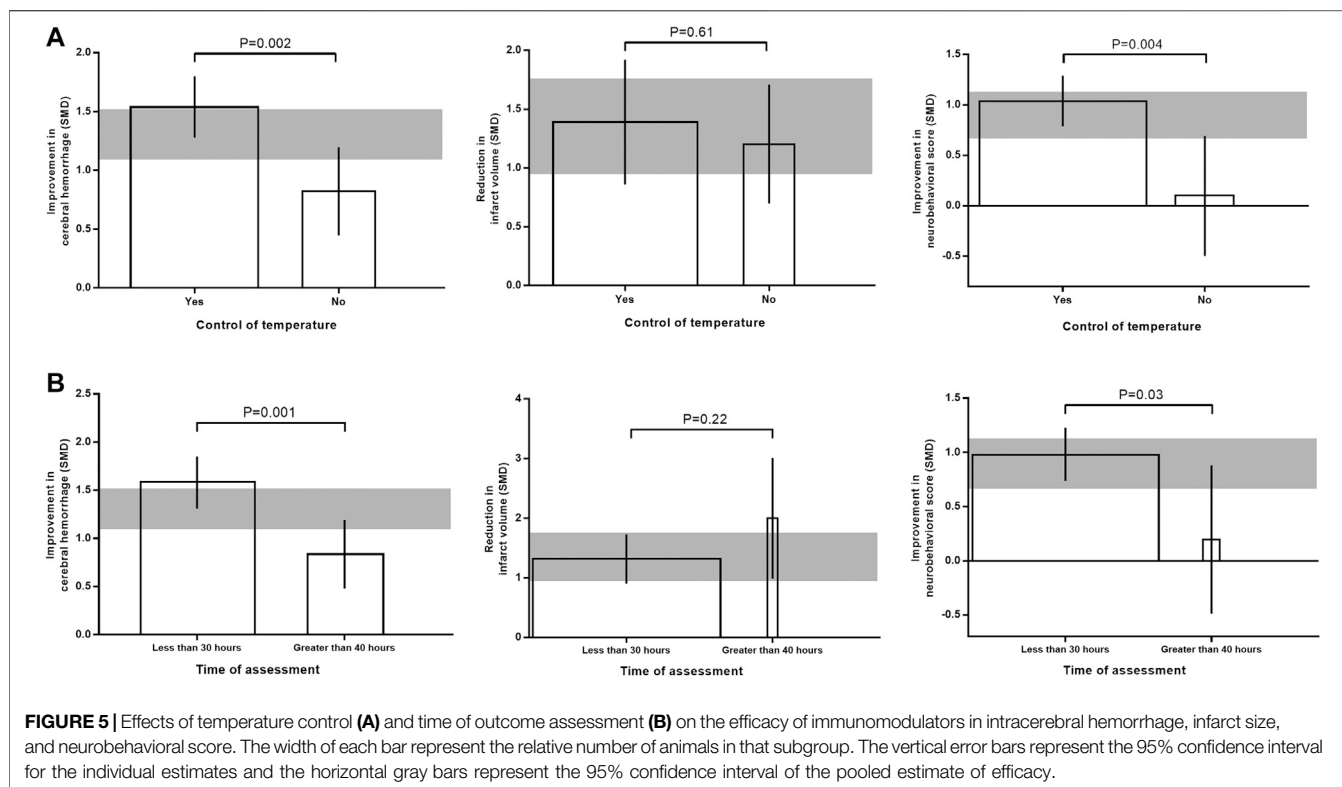 A
P=0.002
Improvement in
cerebral hemorrhage (SMD)
2.0
1.5
1.0
0.5
0.0
Yes
No
Control of temperature
P=0.61
Reduction in
infarct volume (SMD)
2.0
1.5
1.0
0.5
0.0
Yes
No
Control of temperature
P=0.004
Improvement in
neurobehavioral score (SMD)
1.5
1.0
0.5
0.0
-0.5
Yes
No
Control of temperature
B
P=0.001
Improvement in
cerebral hemorrhage (SMD)
2.5
2.0
1.5
1.0
0.5
0.0
Less than 30 hours
Greater than 40 hours
Time of assessment
P=0.22
Reduction in
infarct volume (SMD)
4
3
2
1
0
Less than 30 hours
Greater than 40 hours
Time of assessment
P=0.03
Improvement in
neurobehavioral score (SMD)
1.5
1.0
0.5
0.0
-0.5
Less than 30 hours
Greater than 40 hours
Time of assessment
FIGURE 5 | Effects of temperature control (A) and time of outcome assessment (B) on the efficacy of immunomodulators in intracerebral hemorrhage, infarct size,
and neurobehavioral score. The width of each bar represent the relative number of animals in that subgroup. The vertical error bars represent the 95% confidence interval
for the individual estimates and the horizontal gray bars represent the 95% confidence interval of the pooled estimate of efficacy.